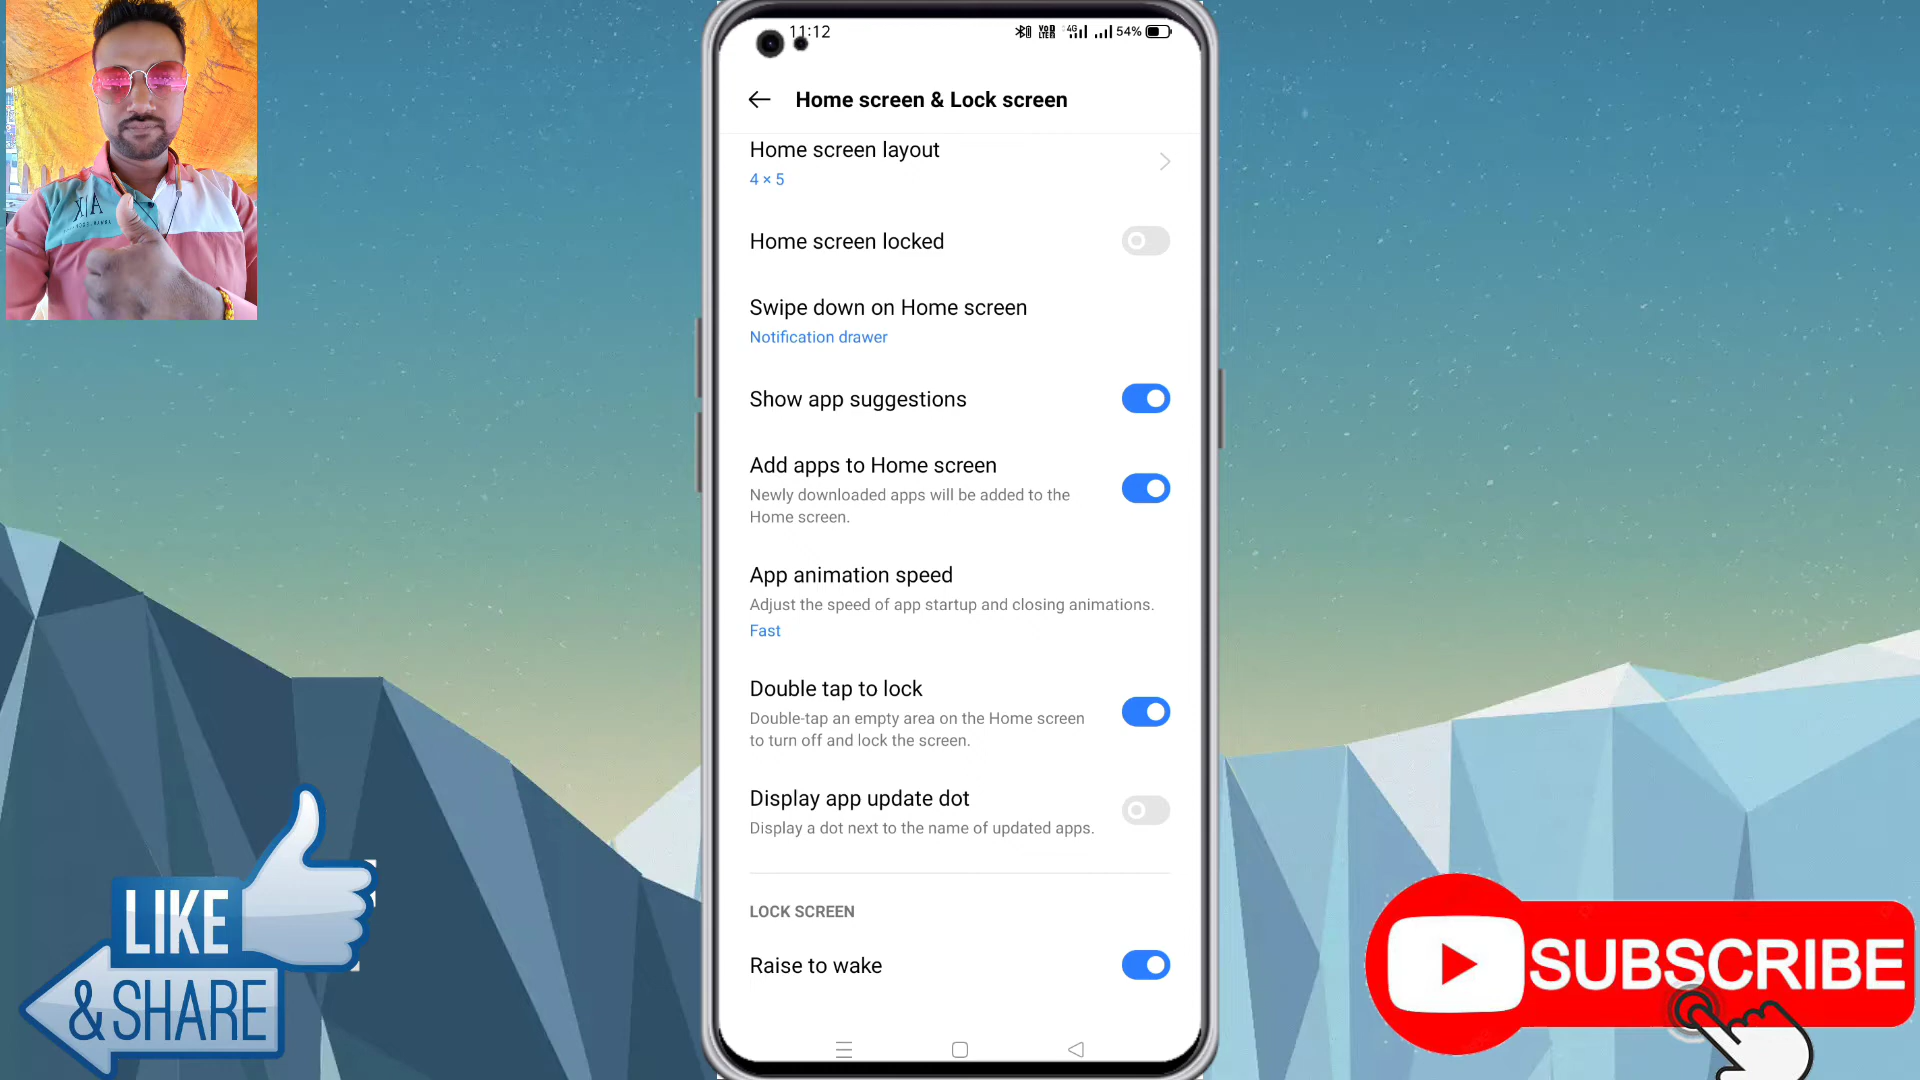 11:12
54%
Home screen & Lock screen
Home screen layout
4 × 5
Home screen locked
Swipe down on Home screen
Notification drawer
Show app suggestions
Add apps to Home screen
Newly downloaded apps will be added to the
Home screen.
App animation speed
Adjust the speed of app startup and closing animations.
Fast
Double tap to lock
Double-tap an empty area on the Home screen
to turn off and lock the screen.
Display app update dot
Display a dot next to the name of updated apps.
LOCK SCREEN
Raise to wake
LIKE
& SHARE
SUBSCRIBE